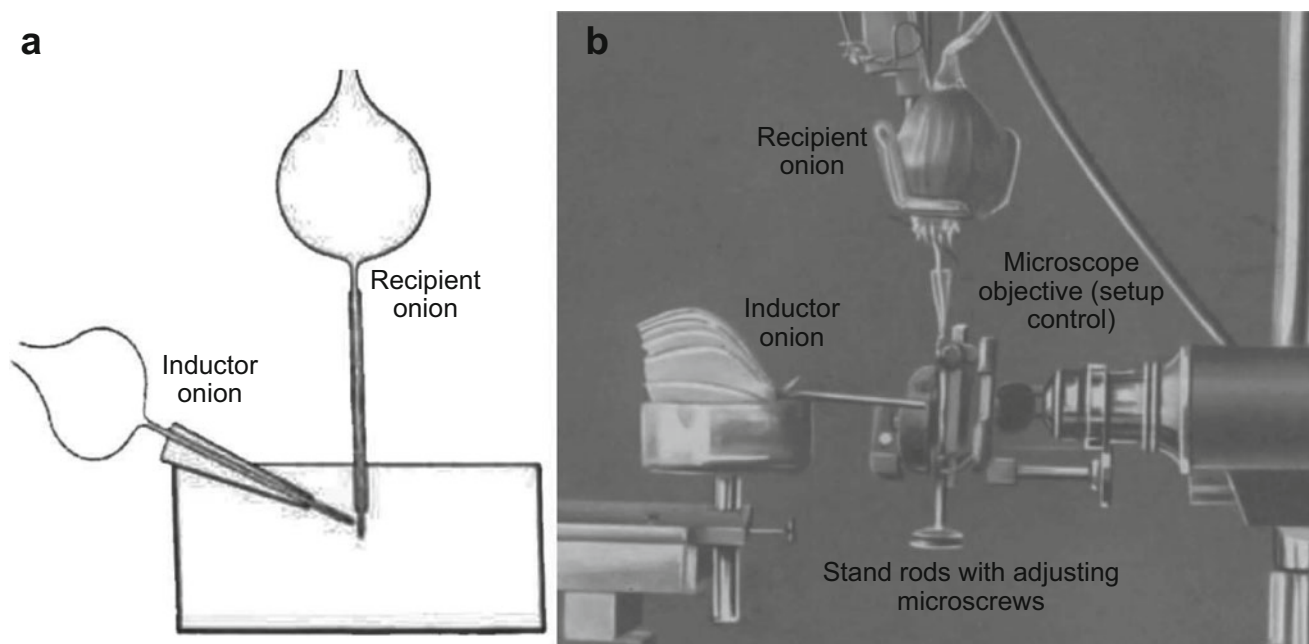 a
Recipient
onion
Inductor
onion
b
Recipient
onion
Microscope
objective (setup
control)
Inductor
onion
Stand rods with adjusting
microscrews